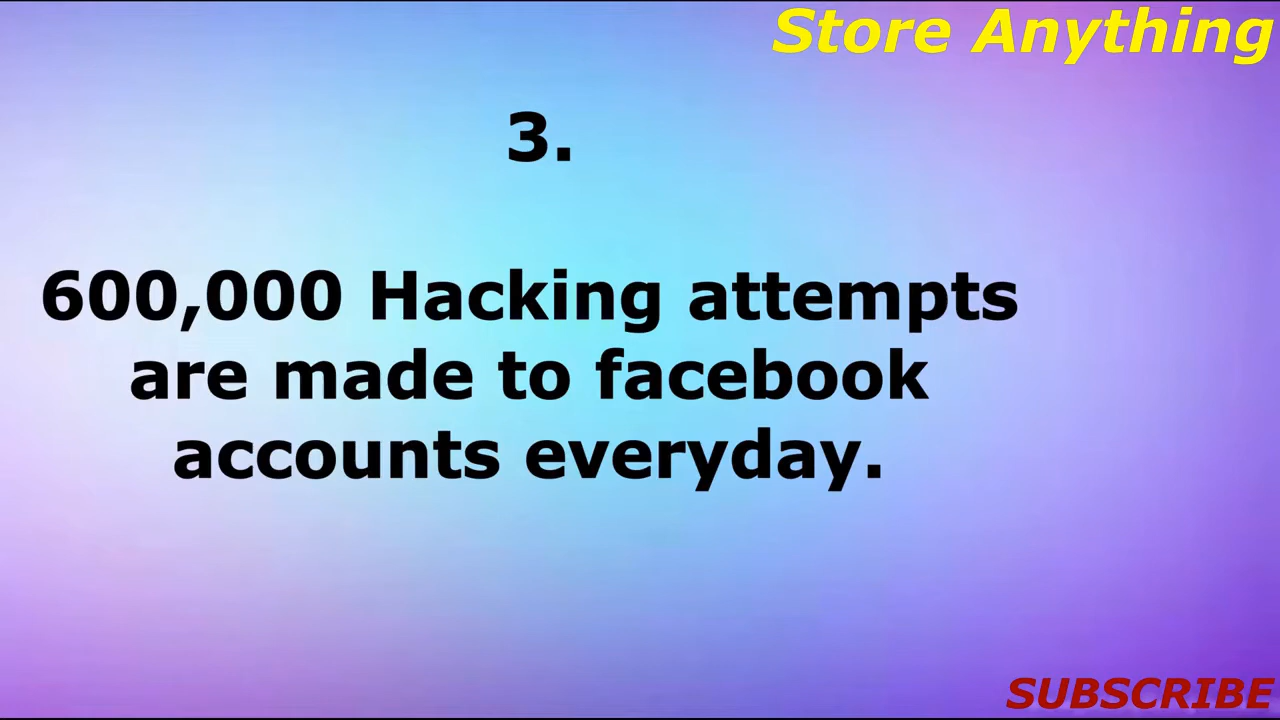 Store Anything
3.
600,000 Hacking attempts
are made to facebook
accounts everyday.
SUBSCRIBE